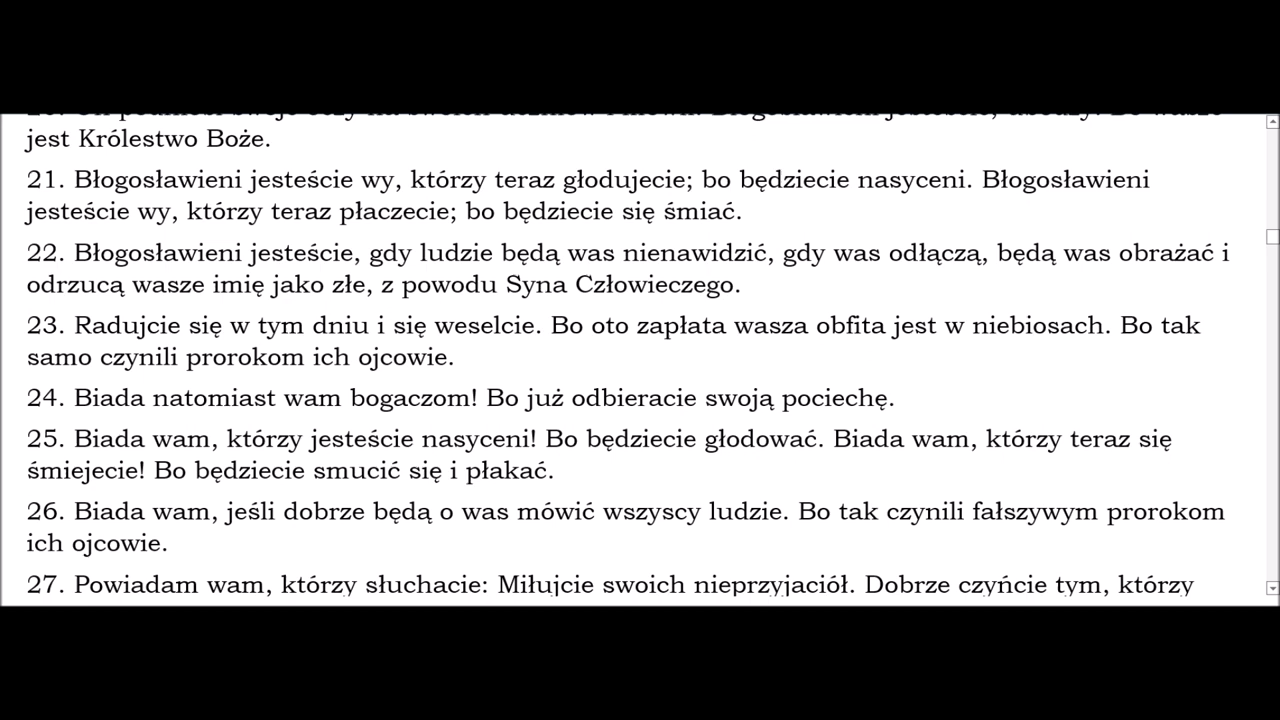 jest Królestwo Boże.
21. Błogosławieni jesteście wy, którzy teraz głodujecie; bo będziecie nasyceni. Błogosławieni
jesteście wy, którzy teraz płaczecie; bo będziecie się śmiać.
22. Błogosławieni jesteście, gdy ludzie będą was nienawidzić, gdy was odłączą, będą was obrażać i
odrzucą wasze imię jako złe, z powodu Syna Człowieczego.
23. Radujcie się w tym dniu i się weselcie. Bo oto zapłata wasza obfita jest w niebiosach. Bo tak
samo czynili prorokom ich ojcowie.
24. Biada natomiast wam bogaczom! Bo już odbieracie swoją pociechę.
25. Biada wam, którzy jesteście nasyceni! Bo będziecie głodować. Biada wam, którzy teraz się
śmiejecie! Bo będziecie smucić się i płakać.
26. Biada wam, jeśli dobrze będą o was mówić wszyscy ludzie. Bo tak czynili fałszywym prorokom
ich ojcowie.
27. Powiadam wam, którzy słuchacie: Miłujcie swoich nieprzyjaciół. Dobrze czyńcie tym, którzy